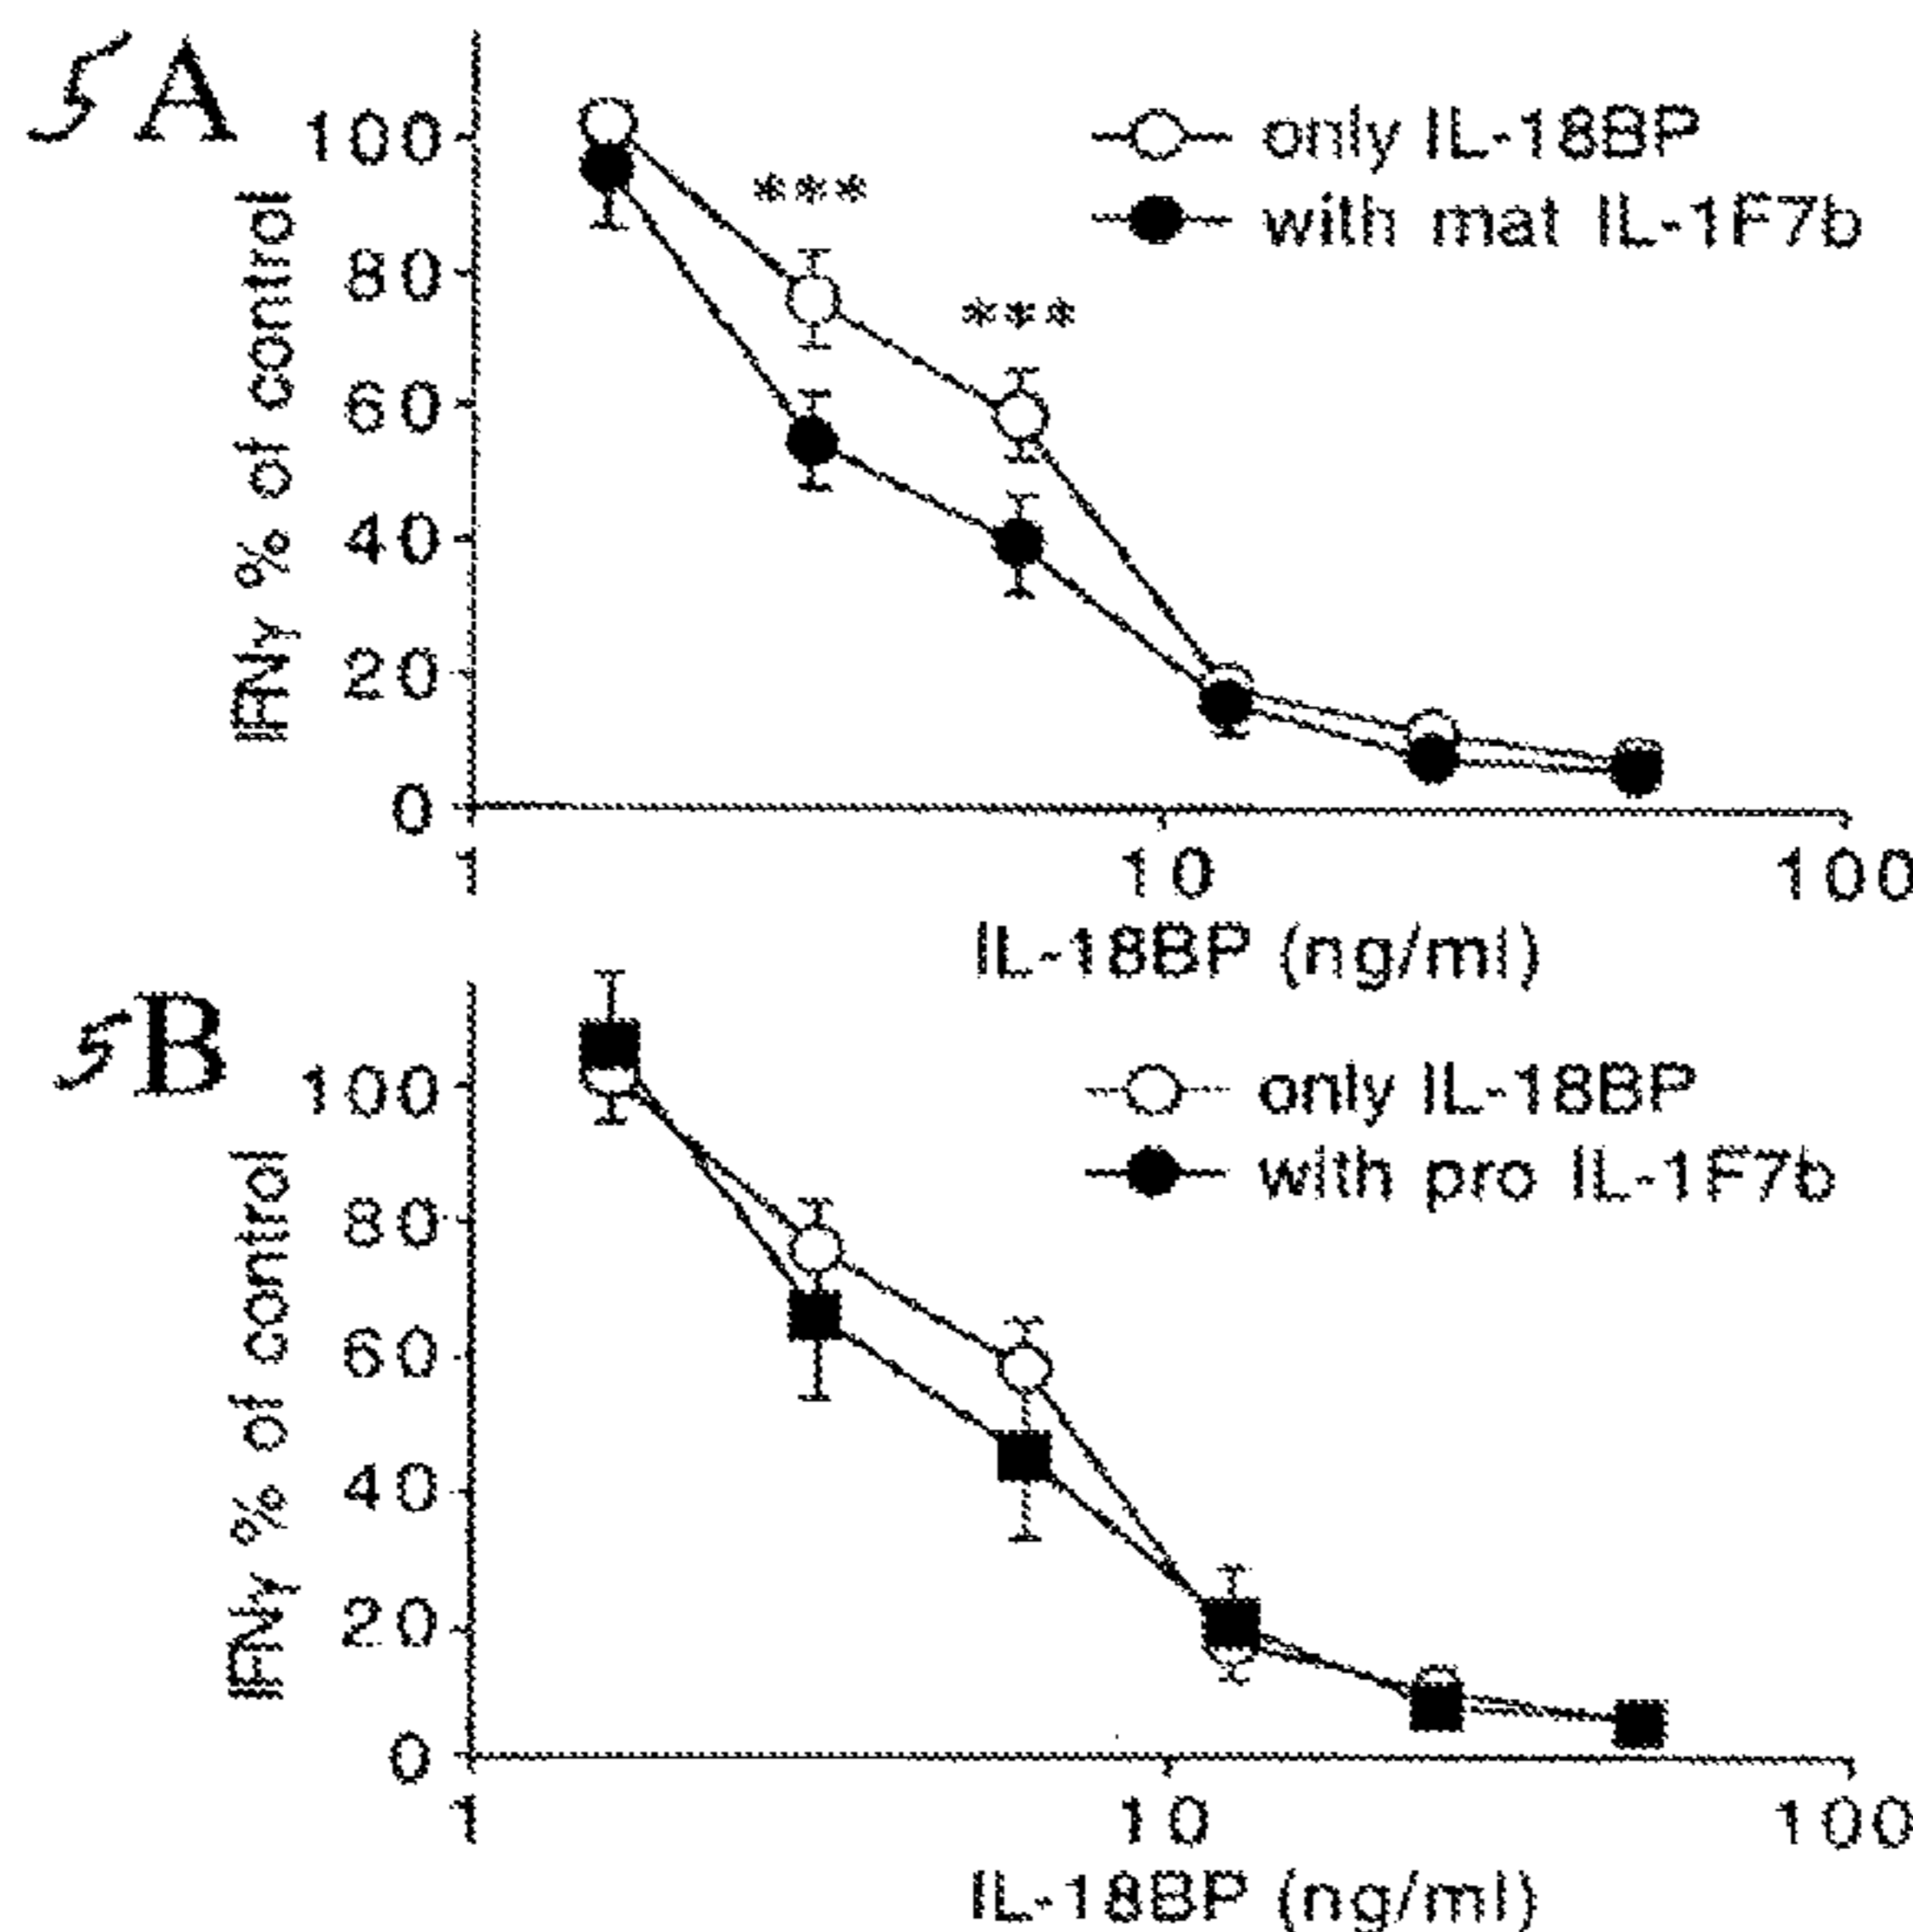 5A
only IL-18BP
with mat IL-1F7b
***
***
IFNγ % of control
100
80
60
40
20
0
1
10
100
IL-18BP (ng/ml)
5B
only IL-18BP
with pro IL-1F7b
IFNγ % of control
100
80
60
40
20
0
1
10
100
IL-18BP (ng/ml)